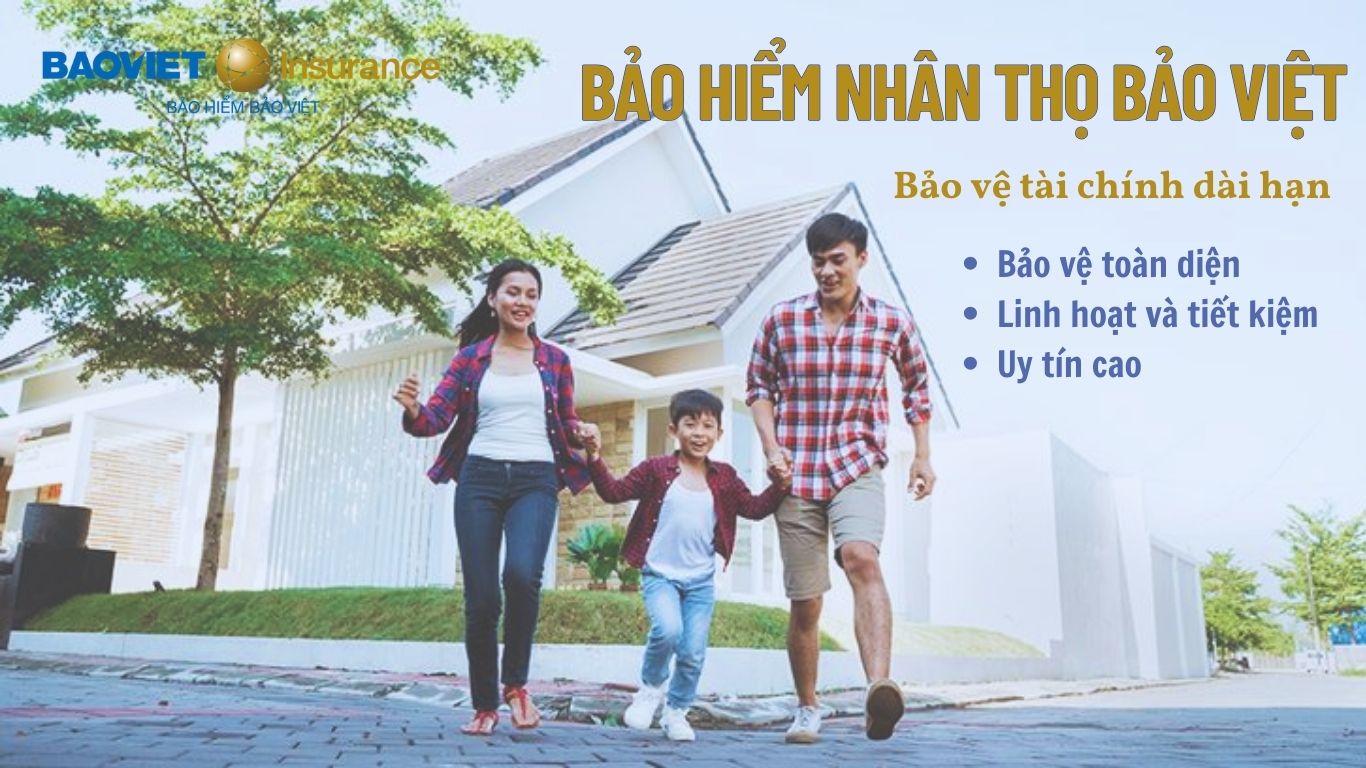 BAOVIET Insurance
BẢO HIỂM BẢO VIỆT
BẢO HIỂM NHÂN THỌ BẢO VIỆT
Bảo vệ tài chính dài hạn
• Bảo vệ toàn diện
• Linh hoạt và tiết kiệm
• Uy tín cao